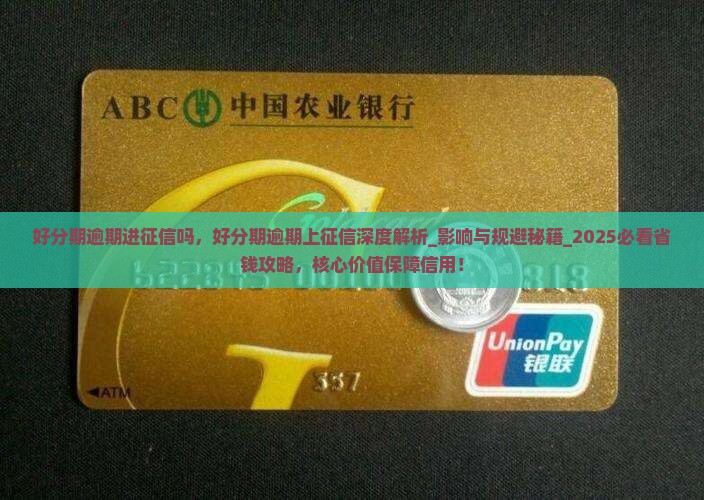 ABC 中国农业银行
好分期逾期进征信吗，好分期逾期上征信深度解析_影响与规避秘籍_2025必看省
钱攻略，核心价值保障信用！
818
UnionPay
银联
337
ATM